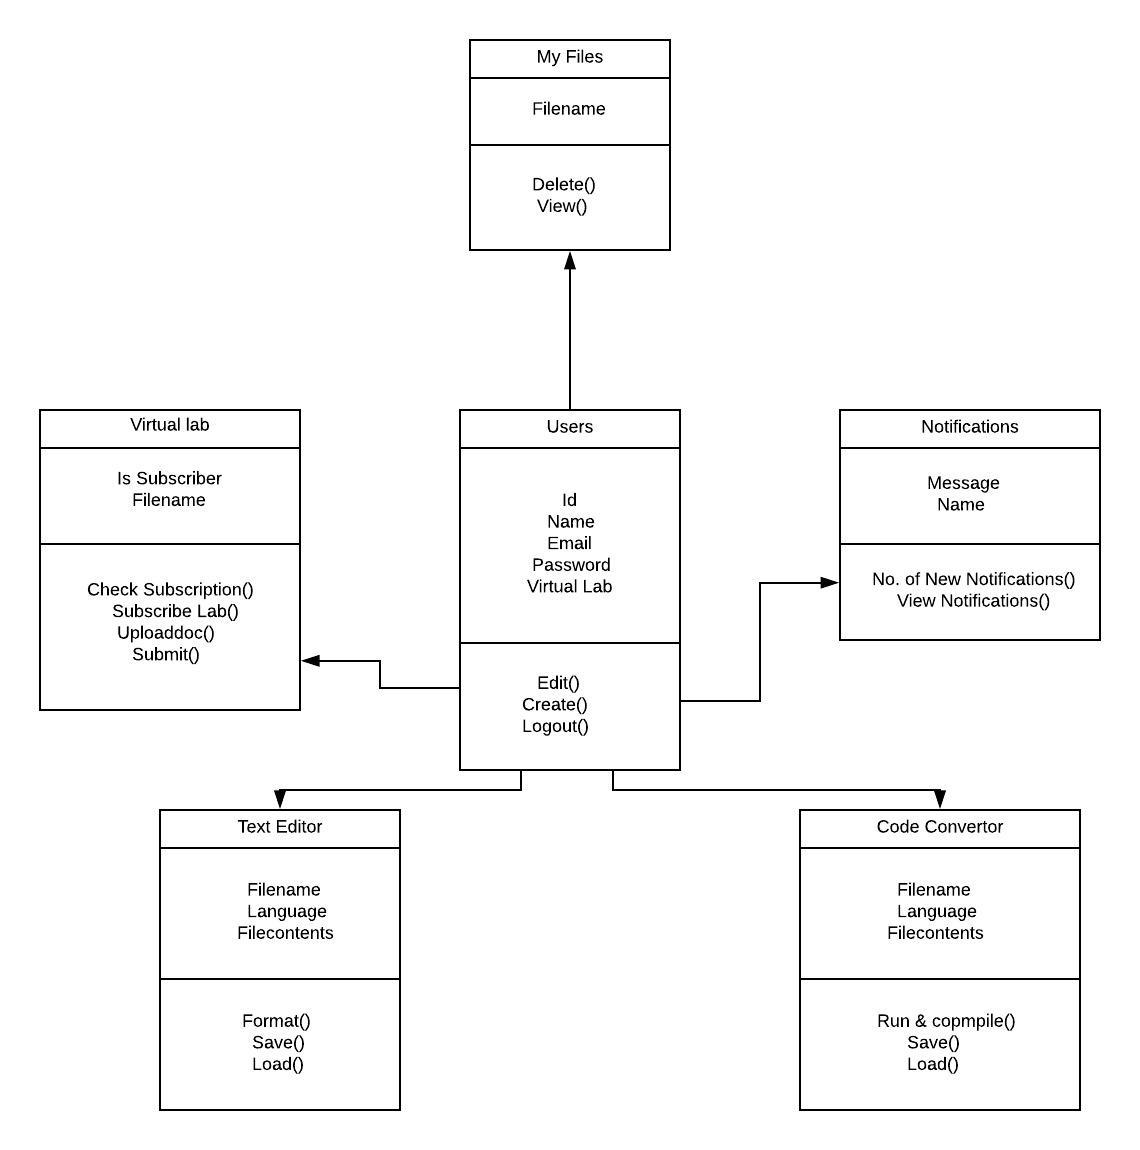 My Files
Filename
Delete()
View()
Virtual lab
Is Subscriber
Filename
Check Subscription()
Subscribe Lab()
Uploaddoc()
Submit()
Users
Id
Name
Email
Password
Virtual Lab
Edit()
Create()
Logout()
Notifications
Message
Name
No. of New Notifications()
View Notifications()
Text Editor
Filename
Language
Filecontents
Format()
Save()
Load()
Code Convertor
Filename
Language
Filecontents
Run & copmpile()
Save()
Load()